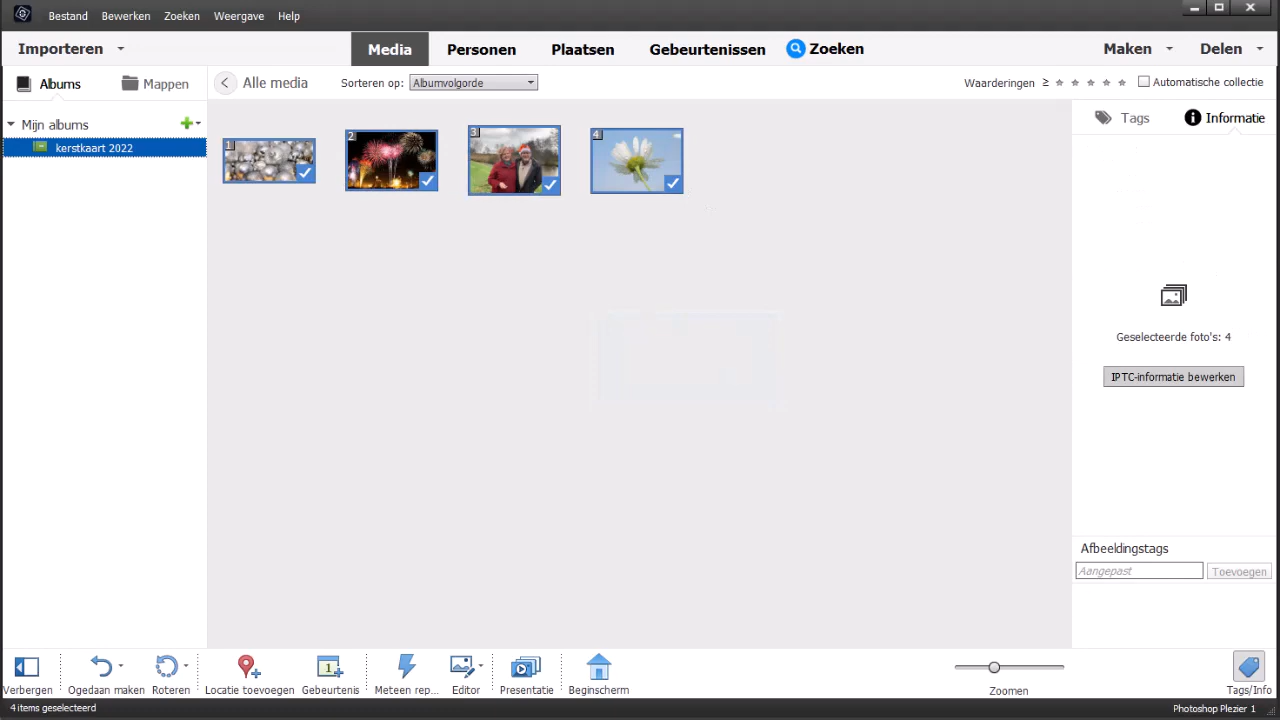 Bestand Bewerken Zoeken Weergave Help
Importeren Media Personen Plaatsen Gebeurtenissen Zoeken Maken Delen
Albums Mappen Alle media Sorteren op: Albumvolgorde Waarderingen ≥ Automatische collectie
Mijn albums
kerstkaart 2022
1 2 3 4
Tags Informatie
Geselecteerde foto's: 4
IPTC-informatie bewerken
Afbeeldingstags
Aangepast Toevoegen
1
Verbergen Ogedaan maken Roteren Locatie toevoegen Gebeurtenis Meteen rep... Editor Presentatie Beginscherm Zoomen Tags/Info
4 items geselecteerd Photoshop Plezier 1